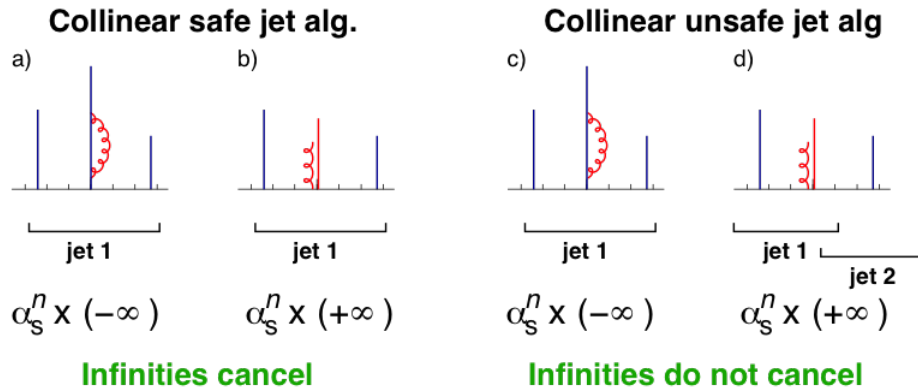 Collinear safe jet alg.
Collinear unsafe jet alg
a)
b)
c)
d)
jet 1
jet 1
jet 1
jet 1
jet 2
αₛⁿ x (−∞)
αₛⁿ x (+∞)
αₛⁿ x (−∞)
αₛⁿ x (+∞)
Infinities cancel
Infinities do not cancel